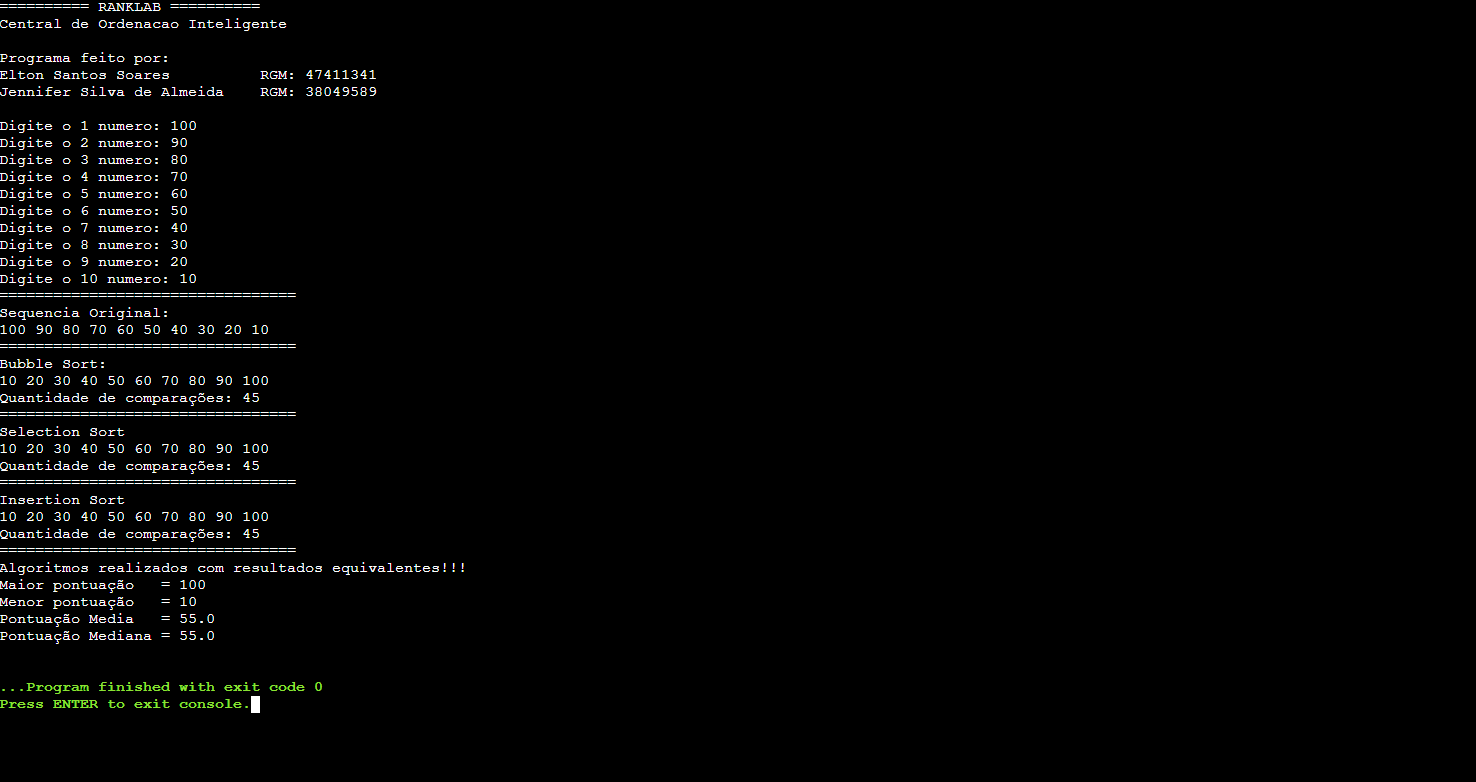 ========== RANKLAB ==========
Central de Ordenacao Inteligente
Programa feito por:
Elton Santos Soares          RGM: 47411341
Jennifer Silva de Almeida    RGM: 38049589
Digite o 1 numero: 100
Digite o 2 numero: 90
Digite o 3 numero: 80
Digite o 4 numero: 70
Digite o 5 numero: 60
Digite o 6 numero: 50
Digite o 7 numero: 40
Digite o 8 numero: 30
Digite o 9 numero: 20
Digite o 10 numero: 10
=================================
Sequencia Original:
100 90 80 70 60 50 40 30 20 10
=================================
Bubble Sort:
10 20 30 40 50 60 70 80 90 100
Quantidade de comparações: 45
=================================
Selection Sort
10 20 30 40 50 60 70 80 90 100
Quantidade de comparações: 45
=================================
Insertion Sort
10 20 30 40 50 60 70 80 90 100
Quantidade de comparações: 45
=================================
Algoritmos realizados com resultados equivalentes!!!
Maior pontuação   = 100
Menor pontuação   = 10
Pontuação Media   = 55.0
Pontuação Mediana = 55.0
...Program finished with exit code 0
Press ENTER to exit console.